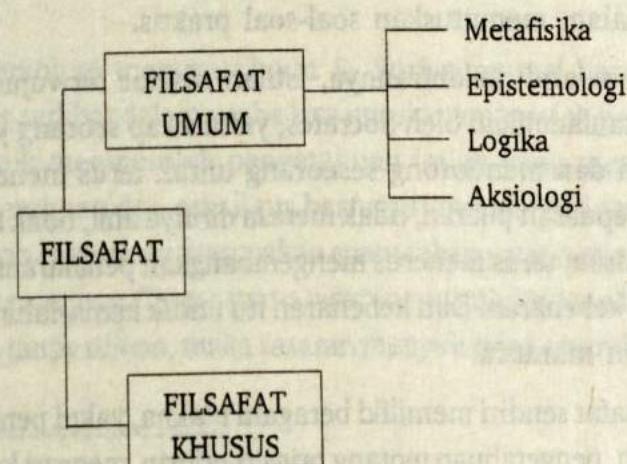 Metafisika
FILSAFAT
UMUM
Epistemologi
Logika
Aksiologi
FILSAFAT
FILSAFAT
KHUSUS